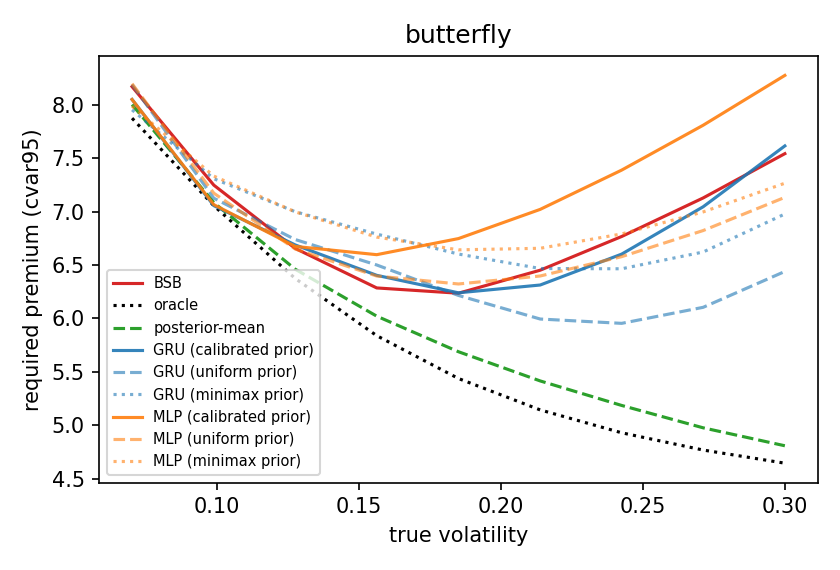 butterfly
required premium (cvar95)
8.0
7.5
7.0
6.5
6.0
5.5
5.0
4.5
BSB
oracle
posterior-mean
GRU (calibrated prior)
GRU (uniform prior)
GRU (minimax prior)
MLP (calibrated prior)
MLP (uniform prior)
MLP (minimax prior)
0.10 0.15 0.20 0.25 0.30
true volatility